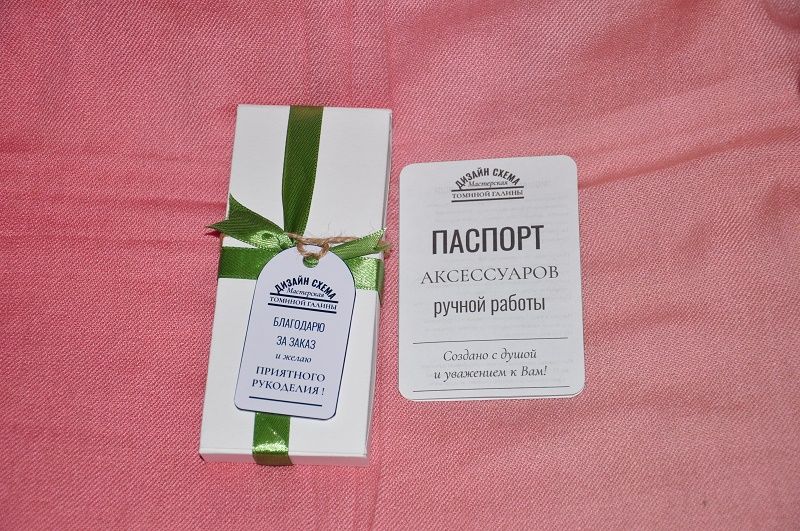 ДИЗАЙН СХЕМА
Мастерская
ТОМИНОЙ ГАЛИНЫ
БЛАГОДАРЮ
ЗА ЗАКАЗ
и желаю
ПРИЯТНОГО
РУКОДЕЛИЯ !
ДИЗАЙН СХЕМА
Мастерская
ТОМИНОЙ ГАЛИНЫ
ПАСПОРТ
АКСЕССУАРОВ
ручной работы
Создано с душой
и уважением к Вам!